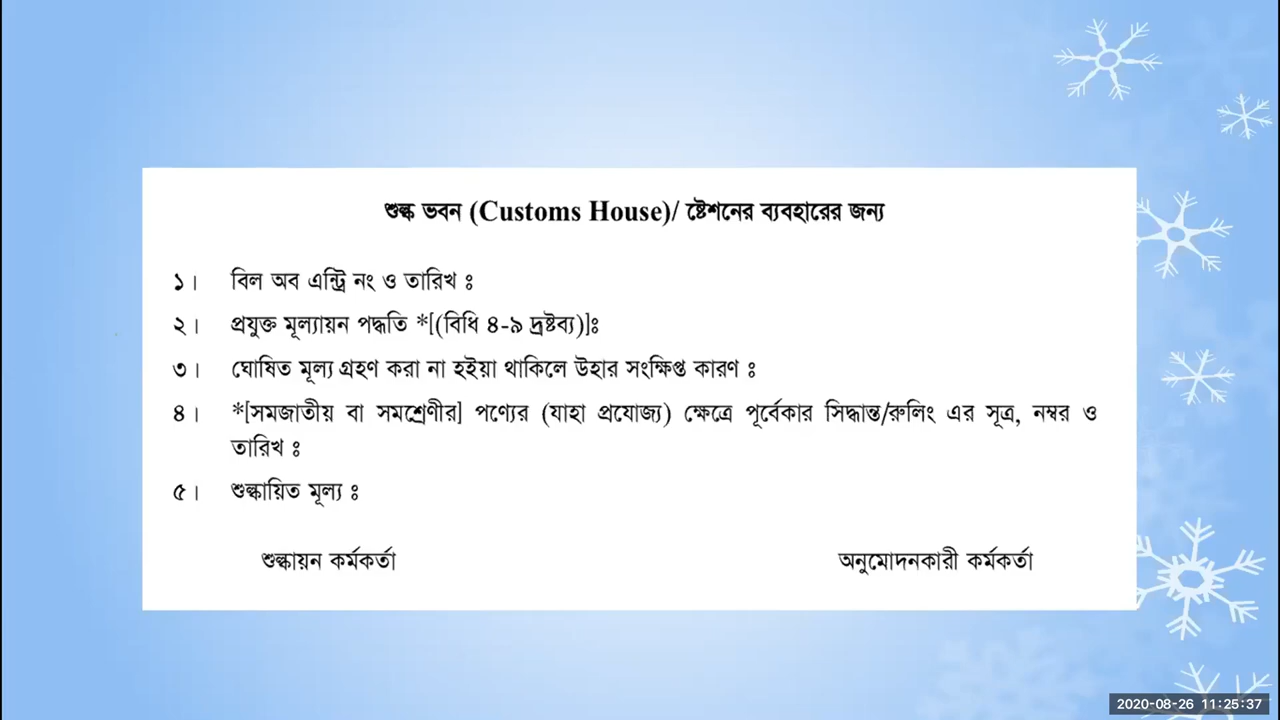 শুল্ক ভবন (Customs House)/ ষ্টেশনের ব্যবহারের জন্য
১। বিল অব এন্ট্রি নং ও তারিখ ঃ
২। প্রযুক্ত মূল্যায়ন পদ্ধতি *[(বিধি ৪-৯ দ্রষ্টব্য)]ঃ
৩। ঘোষিত মূল্য গ্রহণ করা না হইয়া থাকিলে উহার সংক্ষিপ্ত কারণ ঃ
৪। *[সমজাতীয় বা সমশ্রেণীর] পণ্যের (যাহা প্রযোজ্য) ক্ষেত্রে পূর্বেকার সিদ্ধান্ত/রুলিং এর সূত্র, নম্বর ও
তারিখ ঃ
৫। শুল্কায়িত মূল্য ঃ
শুল্কায়ন কর্মকর্তা অনুমোদনকারী কর্মকর্তা
2020-08-26 11:25:37